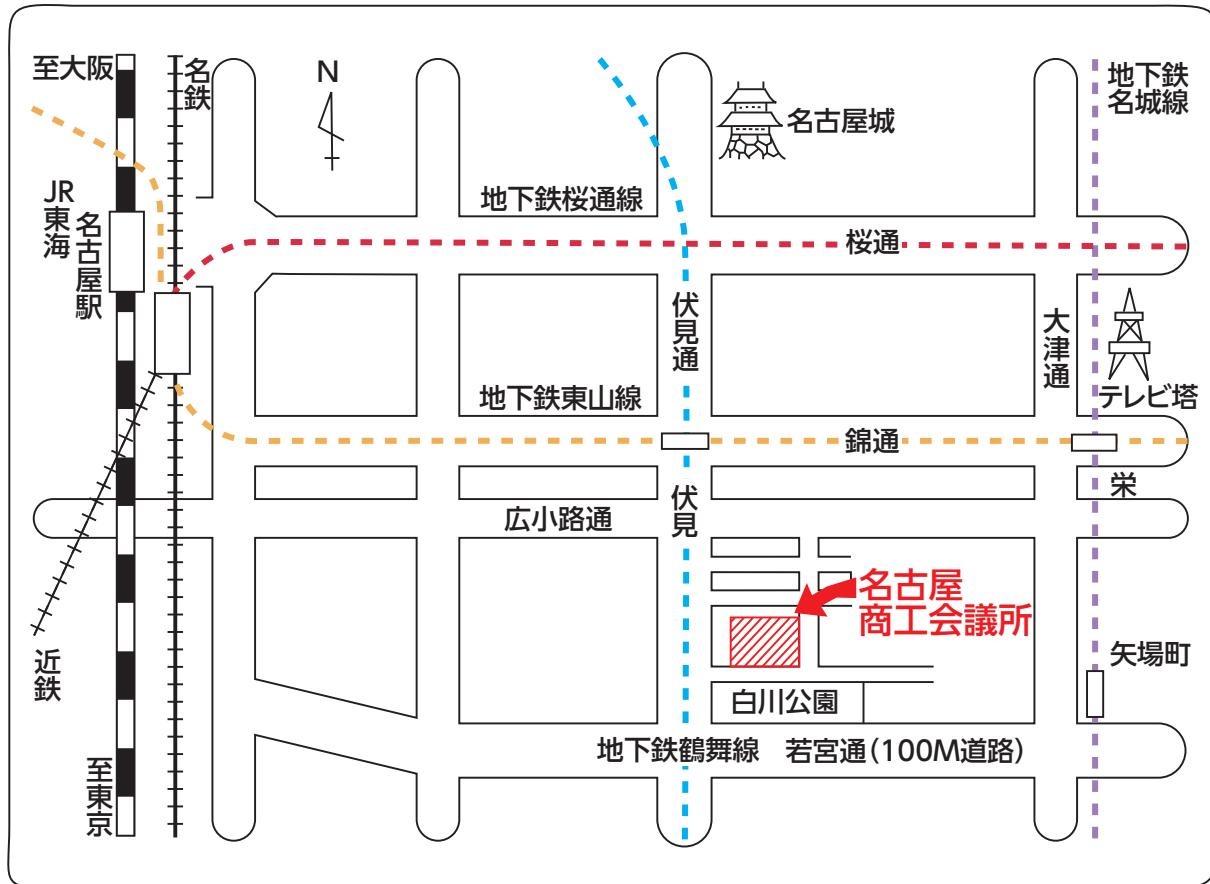 至大阪
名鉄
N
名古屋城
地下鉄
名城線
JR東海
名古屋駅
地下鉄桜通線
桜通
伏見通
大津通
テレビ塔
地下鉄東山線
錦通
栄
伏見
広小路通
名古屋
商工会議所
近鉄
矢場町
白川公園
地下鉄鶴舞線
若宮通(100M道路)
至東京